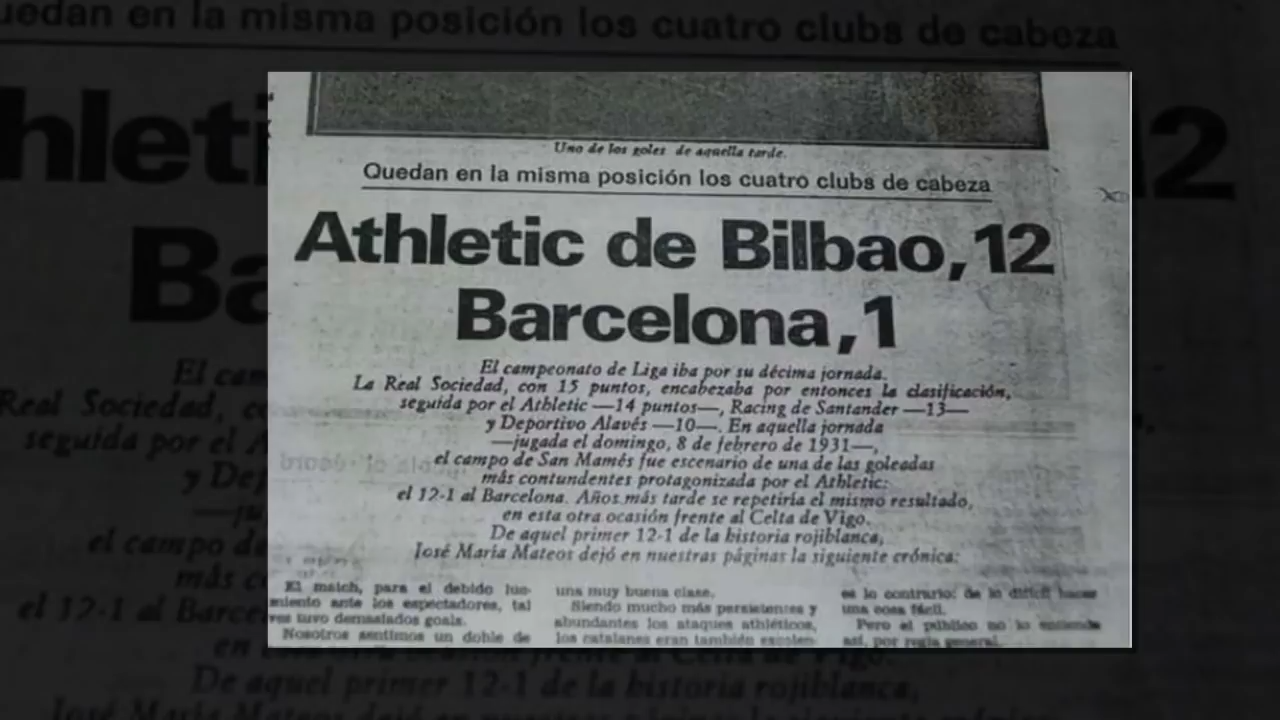 Uno de los goles de aquella tarde.
Quedan en la misma posición los cuatro clubs de cabeza
Athletic de Bilbao, 12
Barcelona, 1
El campeonato de Liga iba por su décima jornada.
La Real Sociedad, con 15 puntos, encabezaba por entonces la clasificación,
seguida por el Athletic —14 puntos—, Racing de Santander —13—
y Deportivo Alavés —10—. En aquella jornada
—jugada el domingo, 8 de febrero de 1931—,
el campo de San Mamés fue escenario de una de las goleadas
más contundentes protagonizada por el Athletic:
el 12-1 al Barcelona. Años más tarde se repetiría el mismo resultado,
en esta otra ocasión frente al Celta de Vigo.
De aquel primer 12-1 de la historia rojiblanca,
José María Mateos dejó en nuestras páginas la siguiente crónica:
El match, para el debido luc-
miento ante los espectadores, tal
vez tuvo demasiados goals.
Nosotros sentimos un doble de
una muy buena clase.
Siendo mucho más persistentes y
abundantes los ataques athléticos,
los catalanes eran también excelen-
es lo contrario: de lo difícil hacer
una cosa fácil.
Pero el público no lo entiende
así, por regla general.